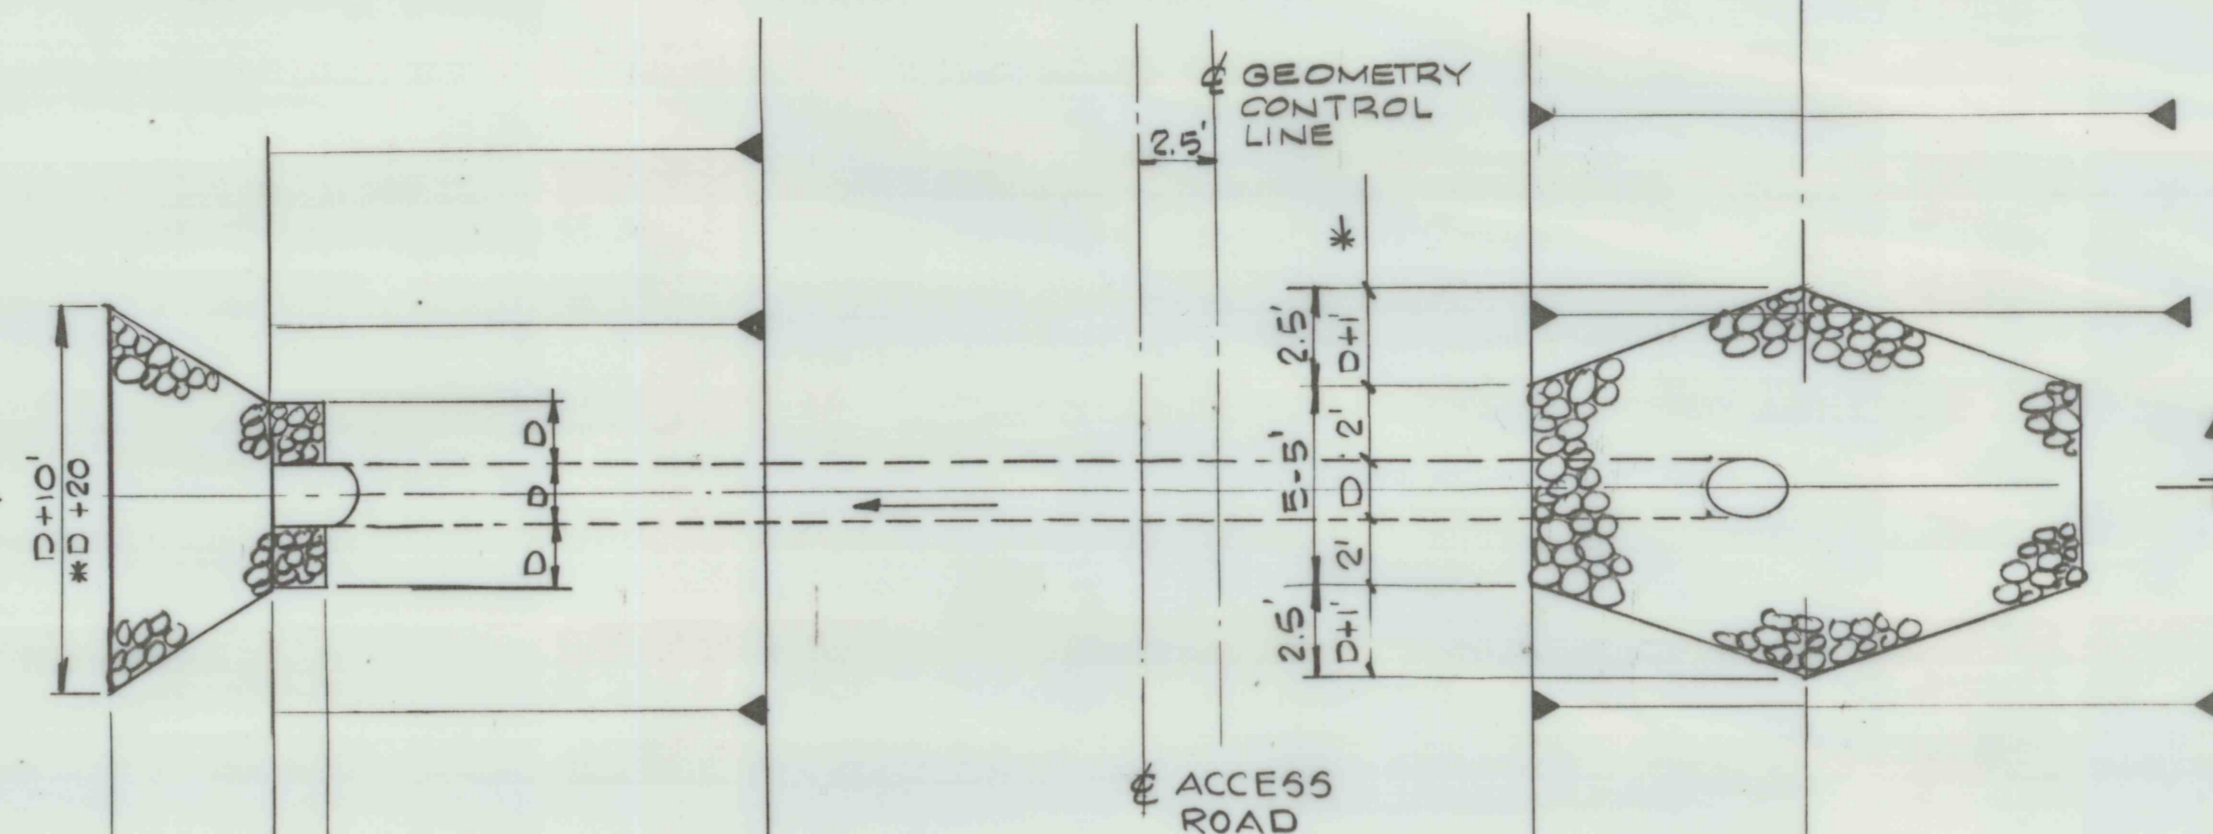 ℄ GEOMETRY
CONTROL
LINE
2.5'
*
2.5'
D+1'
5-5'
2'
D
2'
2.5'
D+1'
D+10'
*D+20
D
D
D
℄ ACCESS
ROAD